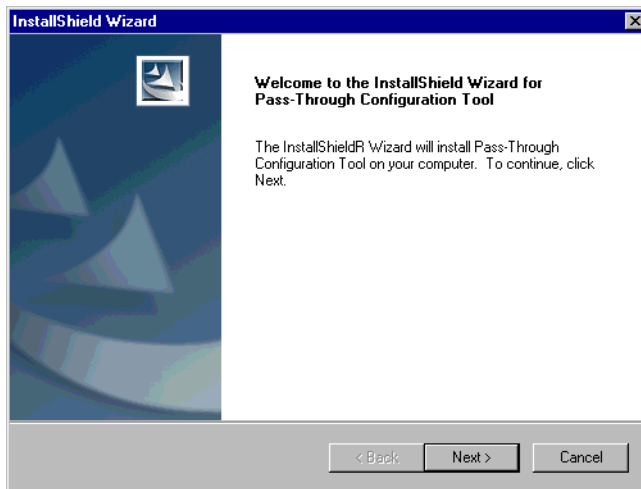 InstallShield Wizard
Welcome to the InstallShield Wizard for
Pass-Through Configuration Tool
The InstallShieldR Wizard will install Pass-Through
Configuration Tool on your computer. To continue, click
Next.
< Back
Next >
Cancel